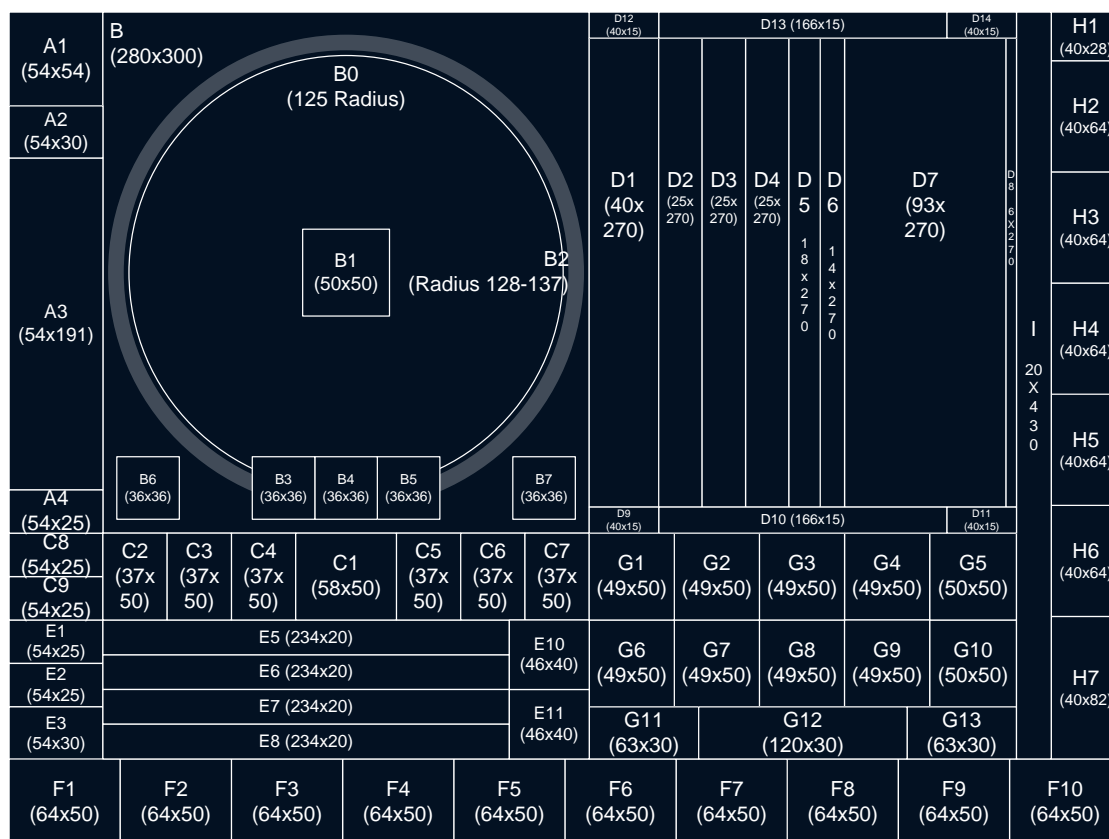 A1
(54x54)
A2
(54x30)
A3
(54x191)
A4
(54x25)
B
(280x300)
B0
(125 Radius)
B1
(50x50)
B2
(Radius 128-137)
B6
(36x36)
B3
(36x36)
B4
(36x36)
B5
(36x36)
B7
(36x36)
D12
(40x15)
D13 (166x15)
D14
(40x15)
D1
(40x
270)
D2
(25x
270)
D3
(25x
270)
D4
(25x
270)
D
5
18x270
D
6
14x270
D7
(93x
270)
D8 6X270
D9
(40x15)
D10 (166x15)
D11
(40x15)
I
20
X
430
H1
(40x28)
H2
(40x64)
H3
(40x64)
H4
(40x64)
H5
(40x64)
H6
(40x64)
H7
(40x82)
C8
(54x25)
C9
(54x25)
C2
(37x
50)
C3
(37x
50)
C4
(37x
50)
C1
(58x50)
C5
(37x
50)
C6
(37x
50)
C7
(37x
50)
G1
(49x50)
G2
(49x50)
G3
(49x50)
G4
(49x50)
G5
(50x50)
E1
(54x25)
E2
(54x25)
E3
(54x30)
E5 (234x20)
E6 (234x20)
E7 (234x20)
E8 (234x20)
E10
(46x40)
E11
(46x40)
G6
(49x50)
G7
(49x50)
G8
(49x50)
G9
(49x50)
G10
(50x50)
G11
(63x30)
G12
(120x30)
G13
(63x30)
F1
(64x50)
F2
(64x50)
F3
(64x50)
F4
(64x50)
F5
(64x50)
F6
(64x50)
F7
(64x50)
F8
(64x50)
F9
(64x50)
F10
(64x50)